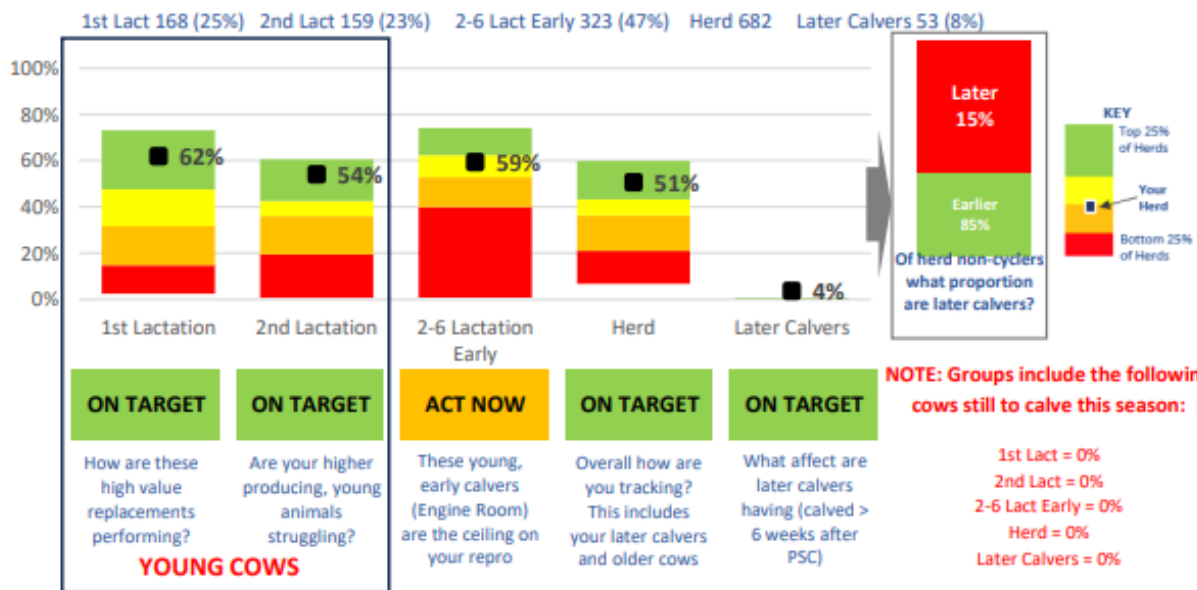 1st Lact 168 (25%) 2nd Lact 159 (23%) 2-6 Lact Early 323 (47%) Herd 682 Later Calvers 53 (8%)
100%
80%
60%
40%
20%
0%
62%
54%
59%
51%
4%
1st Lactation
2nd Lactation
2-6 Lactation
Early
Herd
Later Calvers
Later
15%
Earlier
85%
Of herd non-cyclers
what proportion
are later calvers?
KEY
Top 25%
of Herds
Your
Herd
Bottom 25%
of Herds
ON TARGET
ON TARGET
ACT NOW
ON TARGET
ON TARGET
How are these
high value
replacements
performing?
Are your higher
producing, young
animals
struggling?
YOUNG COWS
These young,
early calvers
(Engine Room)
are the ceiling on
your repro
Overall how are
you tracking?
This includes
your later calvers
and older cows
What affect are
later calvers
having (calved >
6 weeks after
PSC)
NOTE: Groups include the followin
cows still to calve this season:
1st Lact = 0%
2nd Lact = 0%
2-6 Lact Early = 0%
Herd = 0%
Later Calvers = 0%